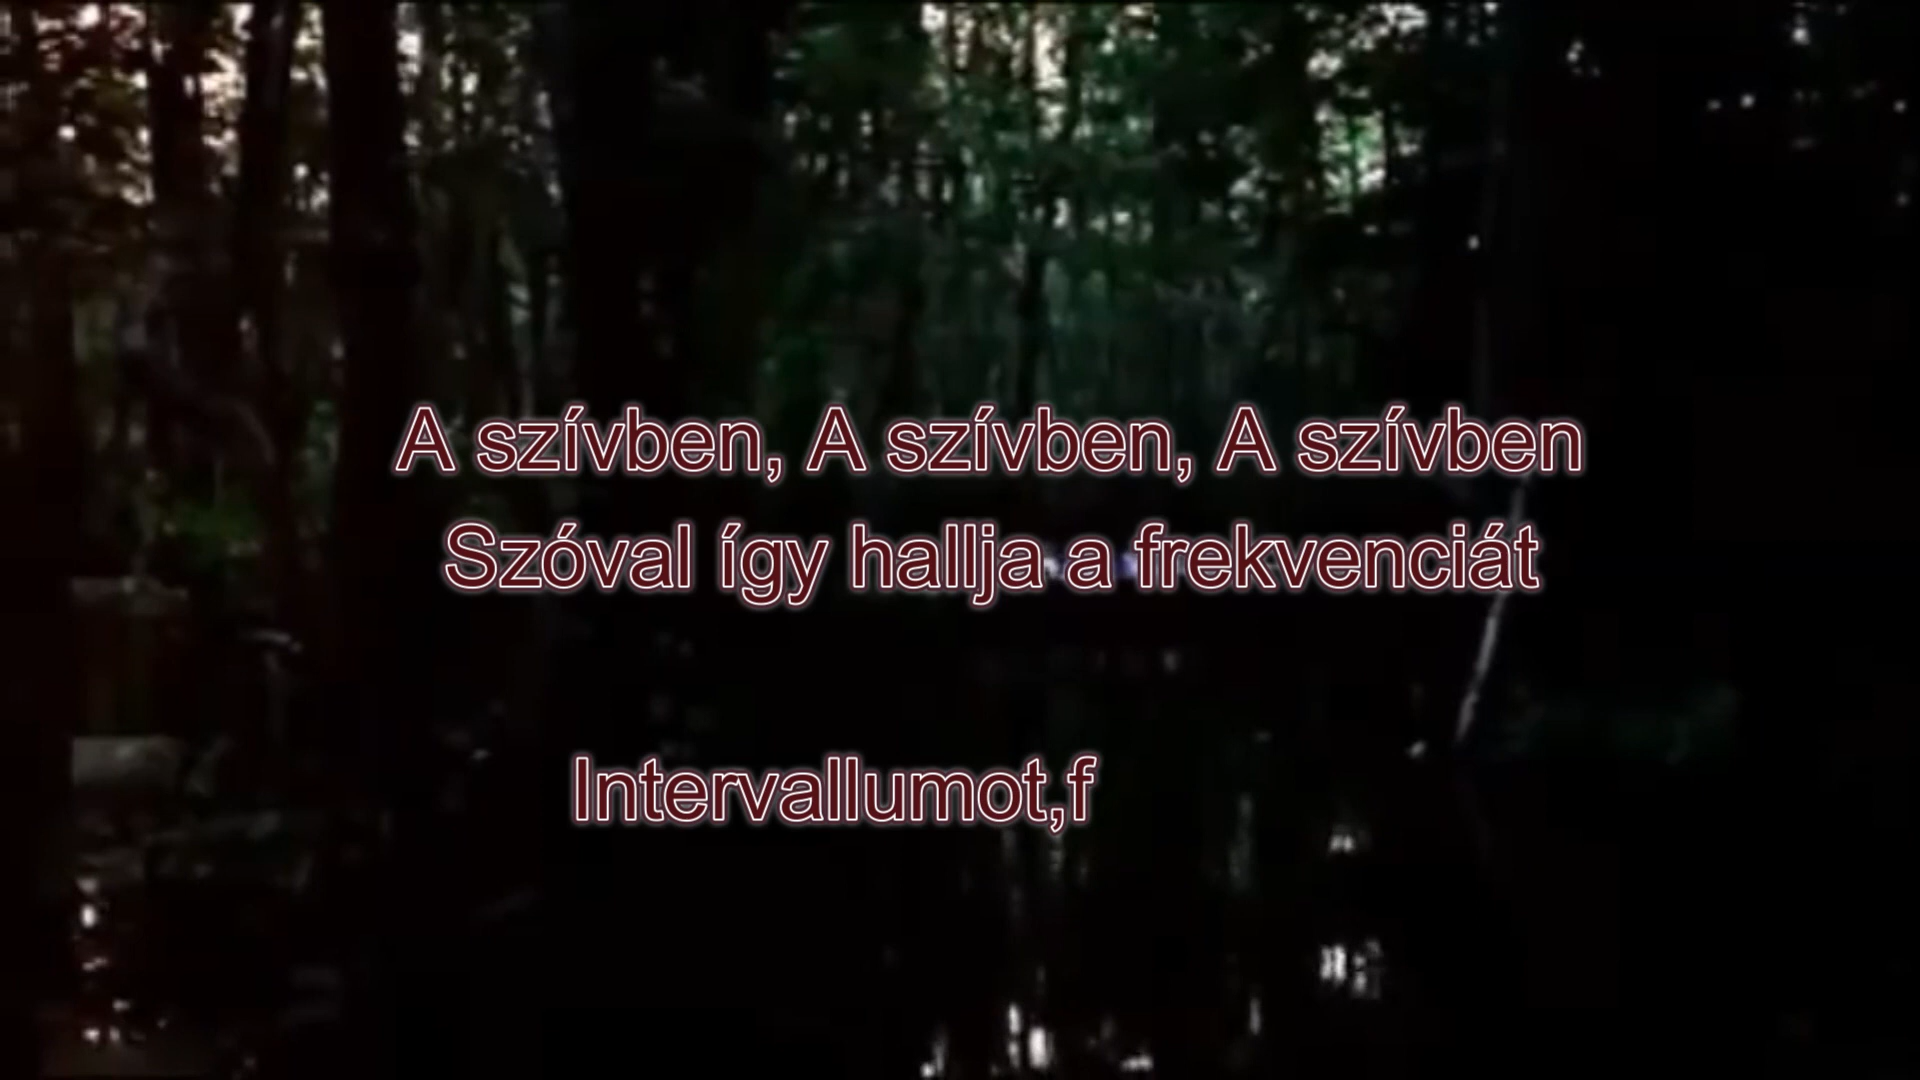 A szívben, A szívben, A szívben
Szóval így hallja a frekvenciát
Intervallumot,f